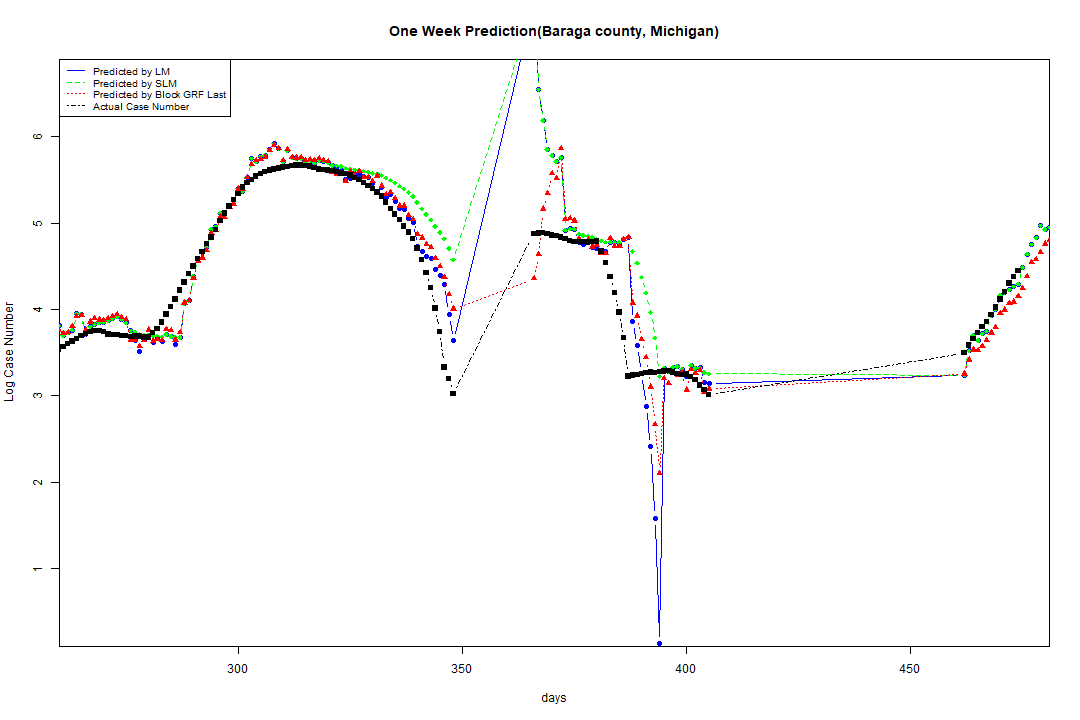 One Week Prediction(Baraga county, Michigan)
Predicted by LM
Predicted by SLM
Predicted by Block GRF Last
Actual Case Number
6
5
4
3
2
1
Log Case Number
300 350 400 450
days